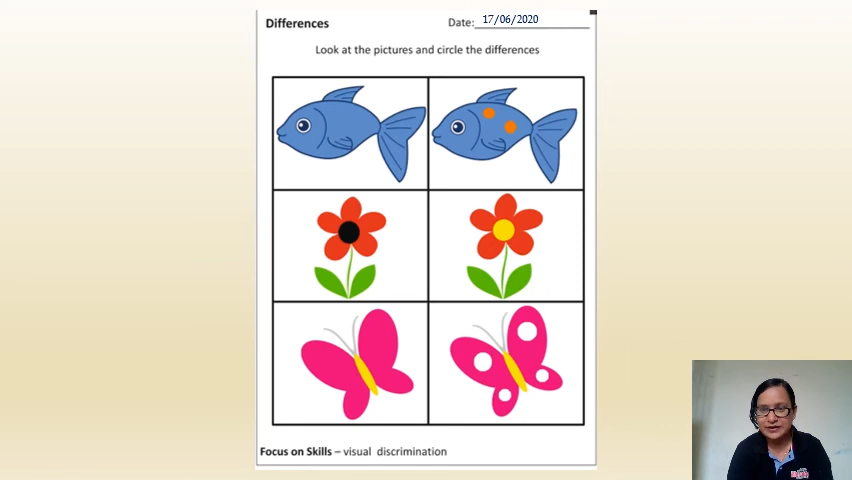 Differences
Date: 17/06/2020
Look at the pictures and circle the differences
Focus on Skills – visual discrimination